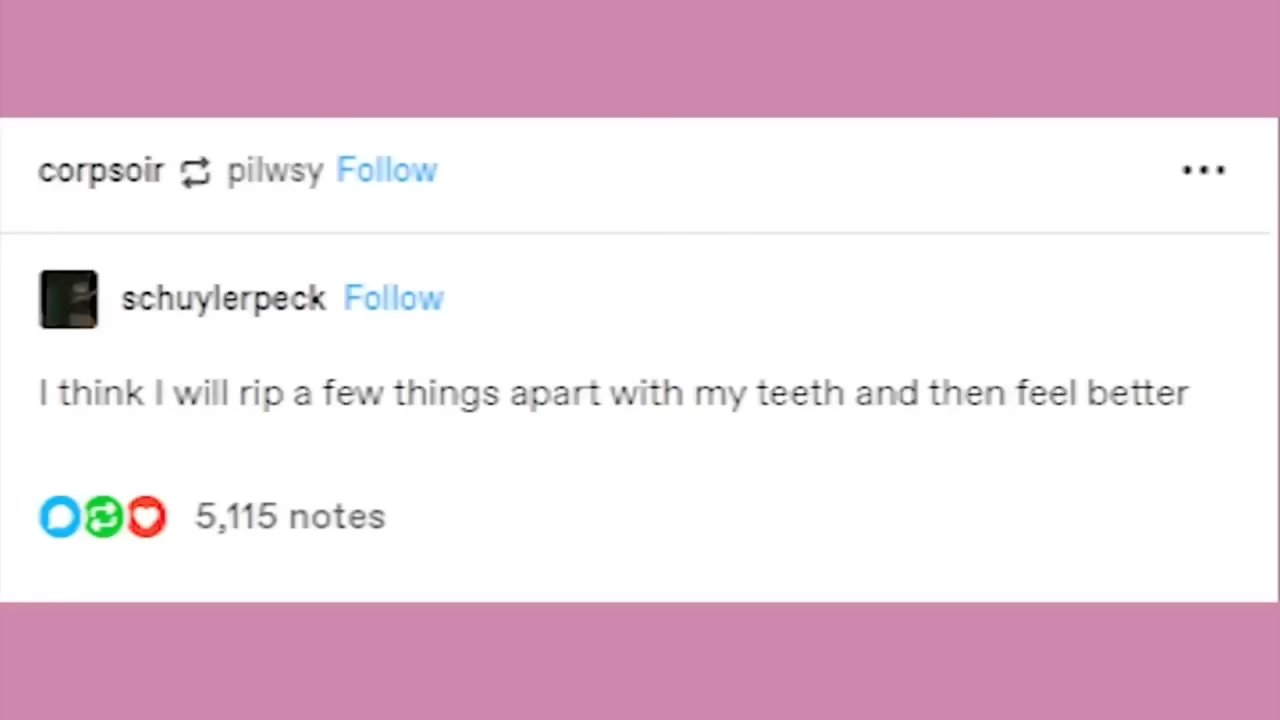 corpsoir pilwsy Follow
schuylerpeck Follow
I think I will rip a few things apart with my teeth and then feel better
5,115 notes